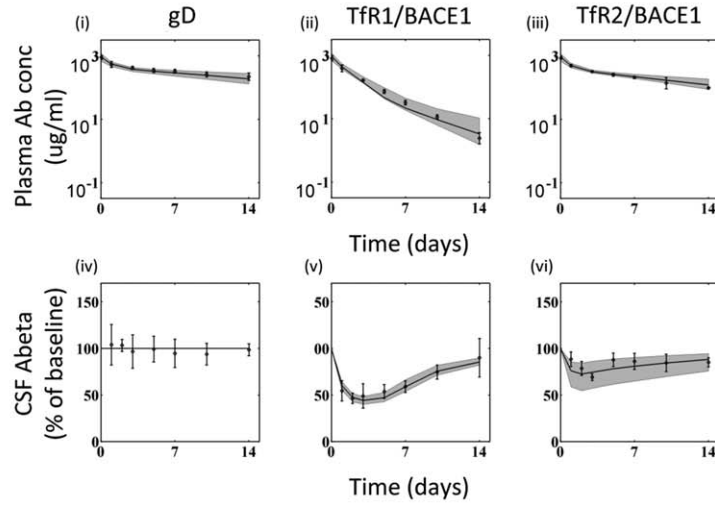 (i) gD (ii) TfR1/BACE1 (iii) TfR2/BACE1
Plasma Ab conc
(ug/ml)
10 3 10 3 10 3
10 1 10 1 10 1
10 -1 10 -1 10 -1
0 7 14 0 7 14 0 7 14
Time (days)
(iv) (v) (vi)
CSF Abeta
(% of baseline)
150 50 150
100 00 100
50 50 50
0 0 0
0 7 14 0 7 14 0 7 14
Time (days)